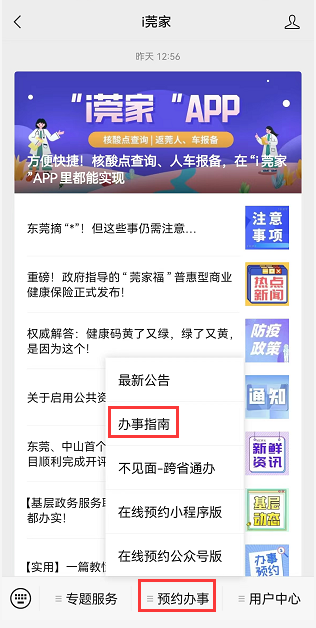 i莞家
昨天 12:56
“i莞家“APP
核酸点查询 | 返莞人、车报备
方便快捷！核酸点查询、人车报备，在“i莞家
”APP里都能实现
东莞摘“*”！但这些事仍需注意...
注意
事项
重磅！政府指导的“莞家福”普惠型商业
健康保险正式发布！
热点
新闻
权威解答：健康码黄了又绿，绿了又黄，
是因为这个！
防疫
政策
关于启用公共资
通知
东莞、中山首个
目顺利完成开评
新鲜
资讯
【基层政务服务
都办实！
基层
动态
【实用】一篇教
办事
预约
最新公告
办事指南
不见面-跨省通办
在线预约小程序版
在线预约公众号版
专题服务
预约办事
用户中心